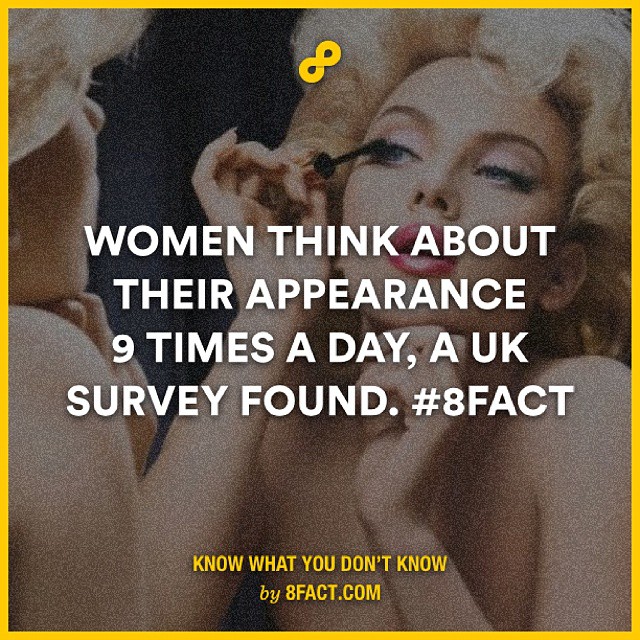 WOMEN THINK ABOUT
THEIR APPEARANCE
9 TIMES A DAY, A UK
SURVEY FOUND. #8FACT
KNOW WHAT YOU DON'T KNOW
by 8FACT.COM